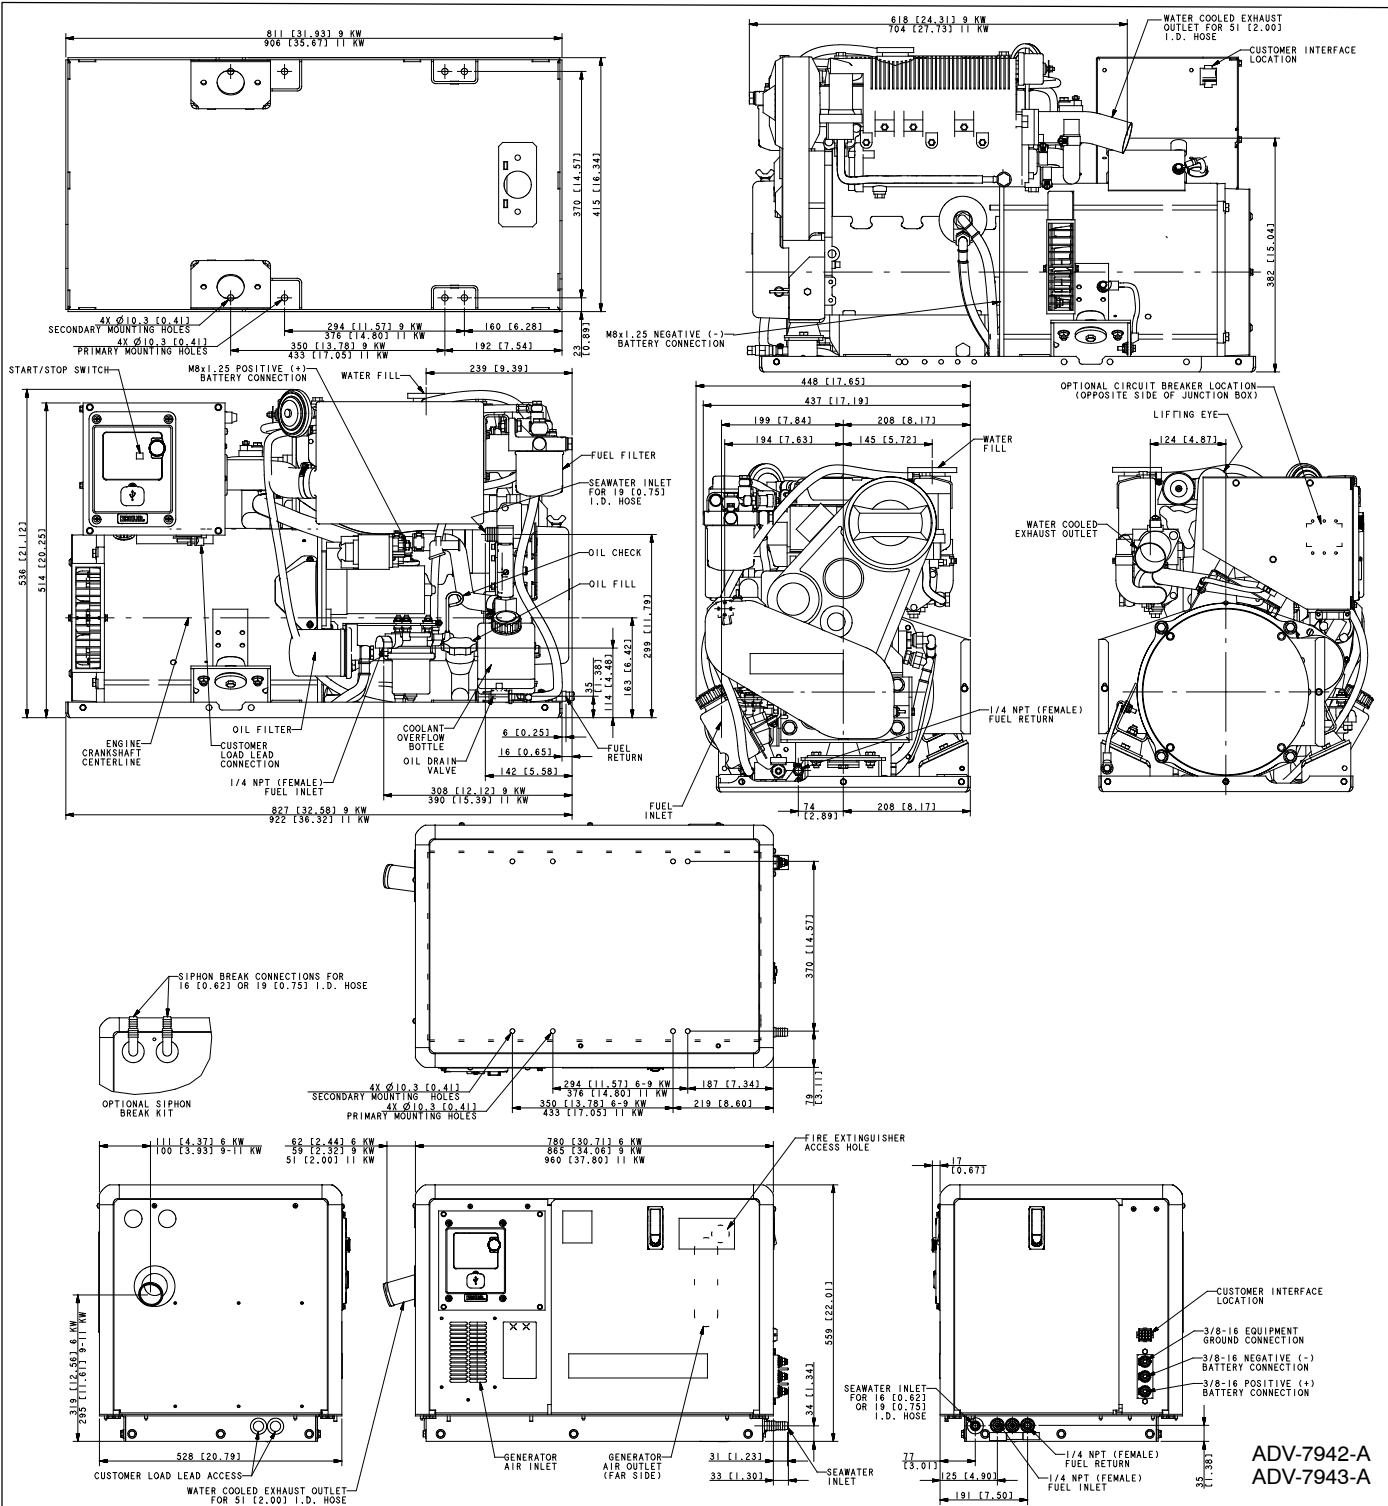 811 [31.93] 9 KW
906 [35.67] 11 KW
370 [14.57]
415 [16.34]
4X Ø10.3 [0.41]
SECONDARY MOUNTING HOLES
4X Ø10.3 [0.41]
PRIMARY MOUNTING HOLES
294 [11.57] 9 KW
376 [14.80] 11 KW
160 [6.28]
350 [13.78] 9 KW
433 [17.05] 11 KW
192 [7.54]
23
[0.89]
618 [24.31] 9 KW
704 [27.73] 11 KW
WATER COOLED EXHAUST
OUTLET FOR 51 [2.00]
I.D. HOSE
CUSTOMER INTERFACE
LOCATION
382 [15.04]
M8x1.25 NEGATIVE (-)
BATTERY CONNECTION
START/STOP SWITCH
M8x1.25 POSITIVE (+)
BATTERY CONNECTION
WATER FILL
239 [9.39]
FUEL FILTER
SEAWATER INLET
FOR 19 [0.75]
I.D. HOSE
OIL CHECK
OIL FILL
536 [21.12]
514 [20.25]
299 [11.79]
163 [6.42]
114 [4.48]
35
[1.38]
ENGINE
CRANKSHAFT
CENTERLINE
CUSTOMER
LOAD LEAD
CONNECTION
OIL FILTER
1/4 NPT (FEMALE)
FUEL INLET
COOLANT
OVERFLOW
BOTTLE
OIL DRAIN
VALVE
6 [0.25]
16 [0.65]
142 [5.58]
FUEL
RETURN
308 [12.12] 9 KW
390 [15.39] 11 KW
827 [32.58] 9 KW
922 [36.32] 11 KW
448 [17.65]
437 [17.19]
199 [7.84]
208 [8.17]
194 [7.63]
145 [5.72]
WATER
FILL
1/4 NPT (FEMALE)
FUEL RETURN
FUEL
INLET
74
[2.89]
208 [8.17]
OPTIONAL CIRCUIT BREAKER LOCATION
(OPPOSITE SIDE OF JUNCTION BOX)
LIFTING EYE
124 [4.87]
WATER COOLED
EXHAUST OUTLET
370 [14.57]
4X Ø10.3 [0.41]
SECONDARY MOUNTING HOLES
4X Ø10.3 [0.41]
PRIMARY MOUNTING HOLES
294 [11.57] 6-9 KW
376 [14.80] 11 KW
187 [7.34]
350 [13.78] 6-9 KW
433 [17.05] 11 KW
219 [8.60]
79
[3.11]
SIPHON BREAK CONNECTIONS FOR
16 [0.62] OR 19 [0.75] I.D. HOSE
OPTIONAL SIPHON
BREAK KIT
111 [4.37] 6 KW
100 [3.93] 9-11 KW
62 [2.44] 6 KW
59 [2.32] 9 KW
51 [2.00] 11 KW
780 [30.71] 6 KW
865 [34.06] 9 KW
960 [37.80] 11 KW
FIRE EXTINGUISHER
ACCESS HOLE
17
[0.67]
319 [12.56] 6 KW
295 [11.61] 9-11 KW
528 [20.79]
CUSTOMER LOAD LEAD ACCESS
WATER COOLED EXHAUST OUTLET
FOR 51 [2.00] I.D. HOSE
GENERATOR
AIR INLET
GENERATOR
AIR OUTLET
(FAR SIDE)
559 [22.01]
34 [1.34]
31 [1.23]
33 [1.30]
SEAWATER
INLET
CUSTOMER INTERFACE
LOCATION
3/8-16 EQUIPMENT
GROUND CONNECTION
3/8-16 NEGATIVE (-)
BATTERY CONNECTION
3/8-16 POSITIVE (+)
BATTERY CONNECTION
SEAWATER INLET
FOR 16 [0.62]
OR 19 [0.75]
I.D. HOSE
77
[3.01]
125 [4.90]
191 [7.50]
1/4 NPT (FEMALE)
FUEL RETURN
1/4 NPT (FEMALE)
FUEL INLET
35
[1.38]
ADV-7942-A
ADV-7943-A